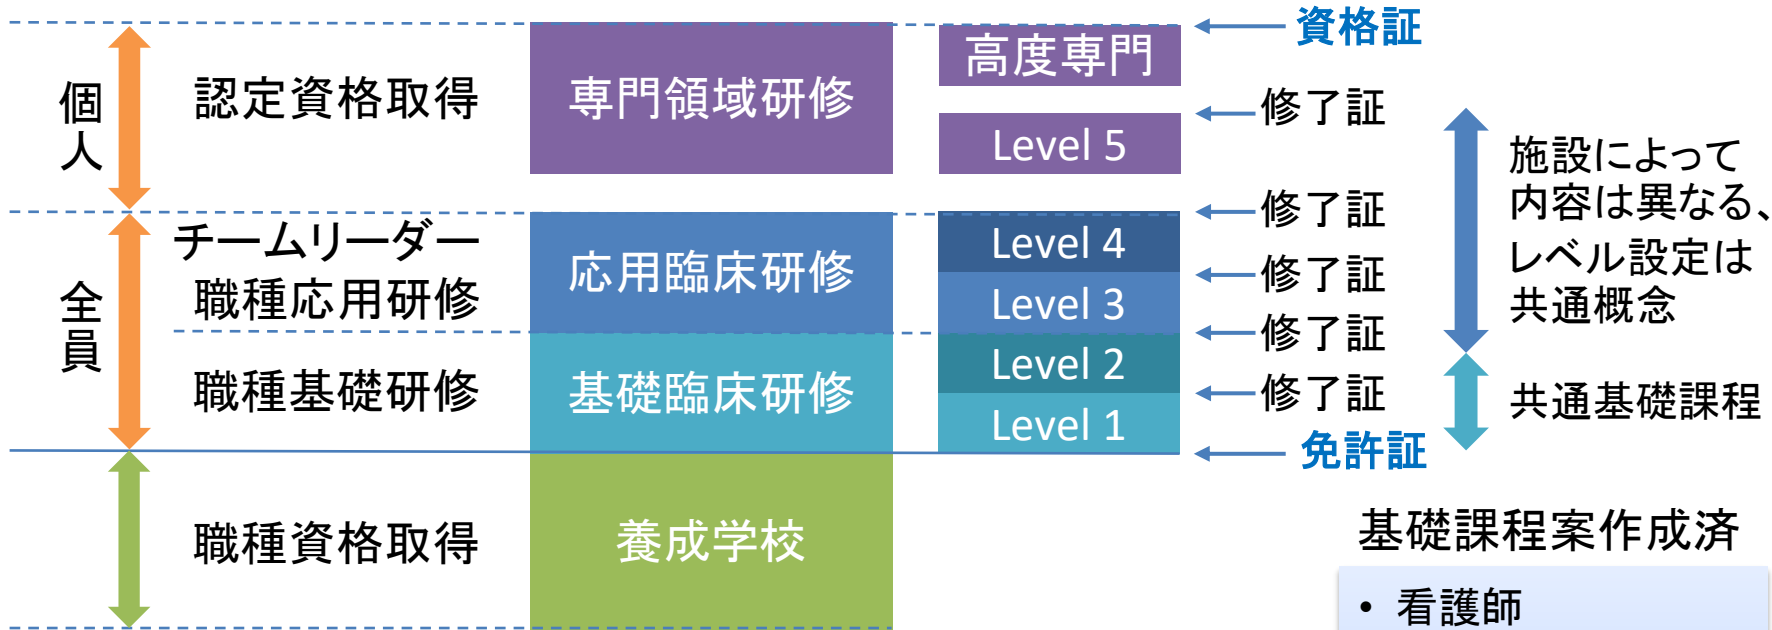 資格証
個人
認定資格取得
専門領域研修
高度専門
修了証
Level 5
施設によって
内容は異なる、
レベル設定は
共通概念
修了証
全員
チームリーダー
職種応用研修
応用臨床研修
Level 4
修了証
Level 3
修了証
職種基礎研修
基礎臨床研修
Level 2
修了証
Level 1
共通基礎課程
免許証
職種資格取得
養成学校
基礎課程案作成済
• 看護師